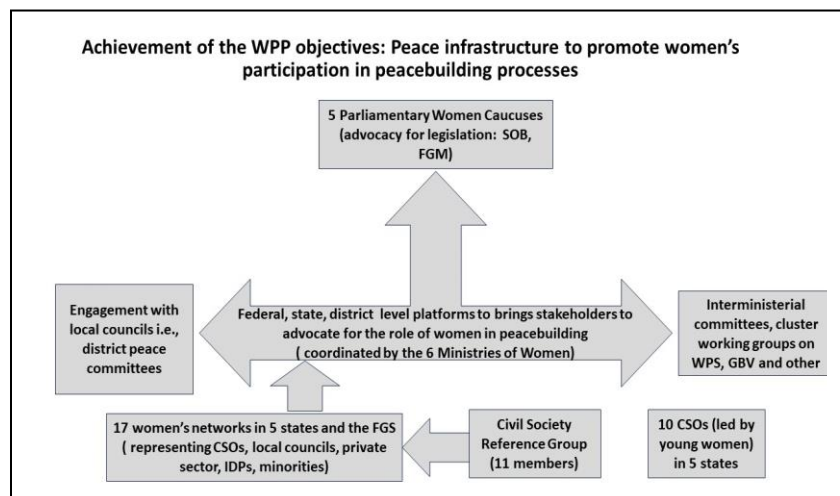 Achievement of the WPP objectives: Peace infrastructure to promote women's
participation in peacebuilding processes
5 Parliamentary Women Caucuses
(advocacy for legislation: SOB,
FGM)
Engagement with
local councils i.e.,
district peace
committees
Federal, state, district level platforms to brings stakeholders to
advocate for the role of women in peacebuilding
( coordinated by the 6 Ministries of Women)
Interministerial
committees, cluster
working groups on
WPS, GBV and other
17 women's networks in 5 states and the FGS
( representing CSOs, local councils, private
sector, IDPs, minorities)
Civil Society
Reference Group
(11 members)
10 CSOs (led by
young women)
in 5 states